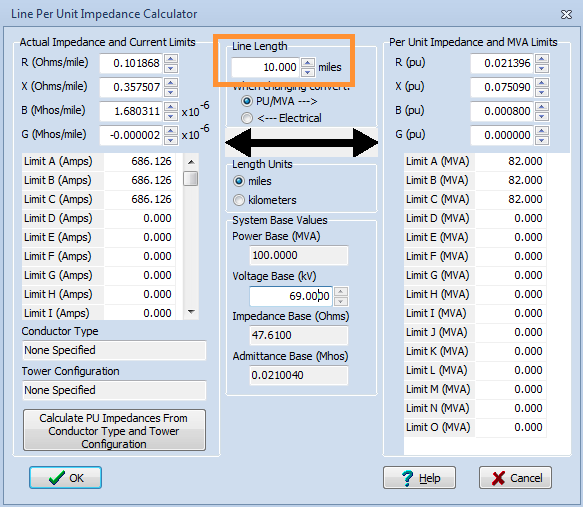 Line Per Unit Impedance Calculator
Actual Impedance and Current Limits
R (Ohms/mile) 0.101868
X (Ohms/mile) 0.357507
B (Mhos/mile) 1.680311 x10-6
G (Mhos/mile) -0.000002 x10-6
Limit A (Amps) 686.126
Limit B (Amps) 686.126
Limit C (Amps) 686.126
Limit D (Amps) 0.000
Limit E (Amps) 0.000
Limit F (Amps) 0.000
Limit G (Amps) 0.000
Limit H (Amps) 0.000
Limit I (Amps) 0.000
Conductor Type
None Specified
Tower Configuration
None Specified
Calculate PU Impedances From
Conductor Type and Tower
Configuration
Line Length
10.000 miles
When changing convert:
PU/MVA --->
<--- Electrical
Length Units
miles
kilometers
System Base Values
Power Base (MVA)
100.0000
Voltage Base (kV)
69.0000
Impedance Base (Ohms)
47.6100
Admittance Base (Mhos)
0.0210040
Per Unit Impedance and MVA Limits
R (pu) 0.021396
X (pu) 0.075090
B (pu) 0.000800
G (pu) 0.000000
Limit A (MVA) 82.000
Limit B (MVA) 82.000
Limit C (MVA) 82.000
Limit D (MVA) 0.000
Limit E (MVA) 0.000
Limit F (MVA) 0.000
Limit G (MVA) 0.000
Limit H (MVA) 0.000
Limit I (MVA) 0.000
Limit J (MVA) 0.000
Limit K (MVA) 0.000
Limit L (MVA) 0.000
Limit M (MVA) 0.000
Limit N (MVA) 0.000
Limit O (MVA) 0.000
OK
? Help
Cancel